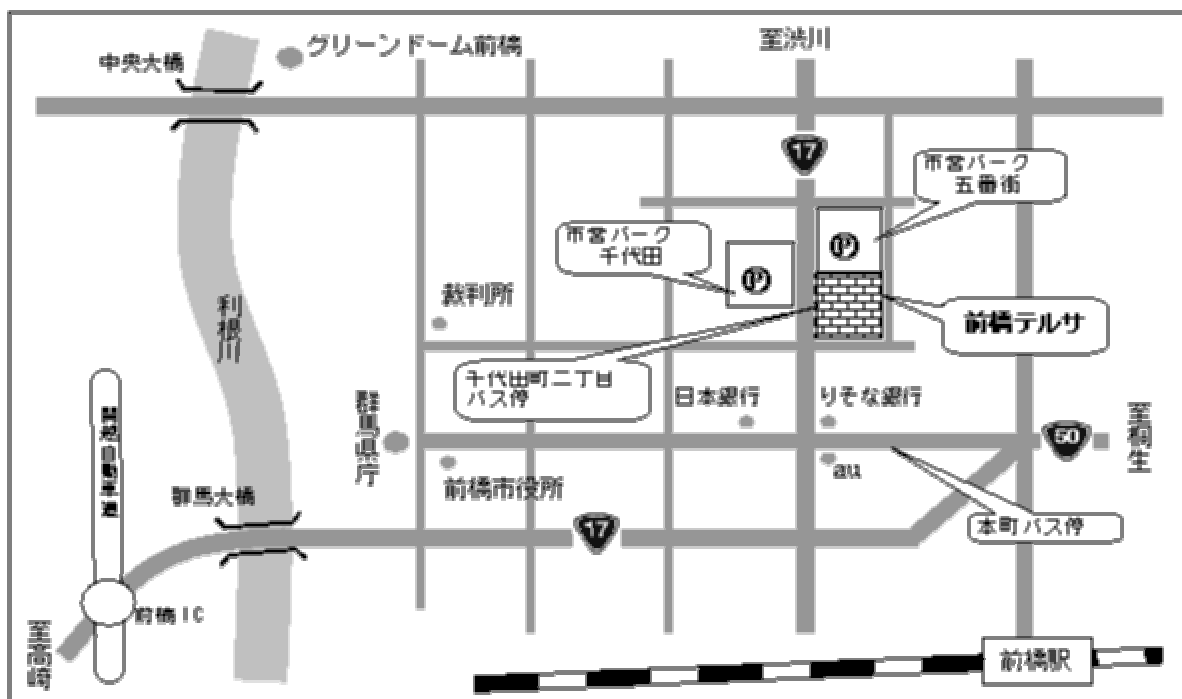 グリーンドーム前橋
至渋川
中央大橋
17
市営パーク
五番街
市営パーク
千代田
P
P
裁判所
前橋テルサ
利根川
千代田町二丁目
バス停
日本銀行
りそな銀行
群馬県庁
50
至桐生
関越自動車道
前橋市役所
au
群馬大橋
17
本町バス停
前橋IC
至高崎
前橋駅